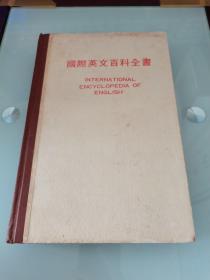 國際英文百科全書
INTERNATIONAL
ENCYCLOPEDIA OF
ENGLISH